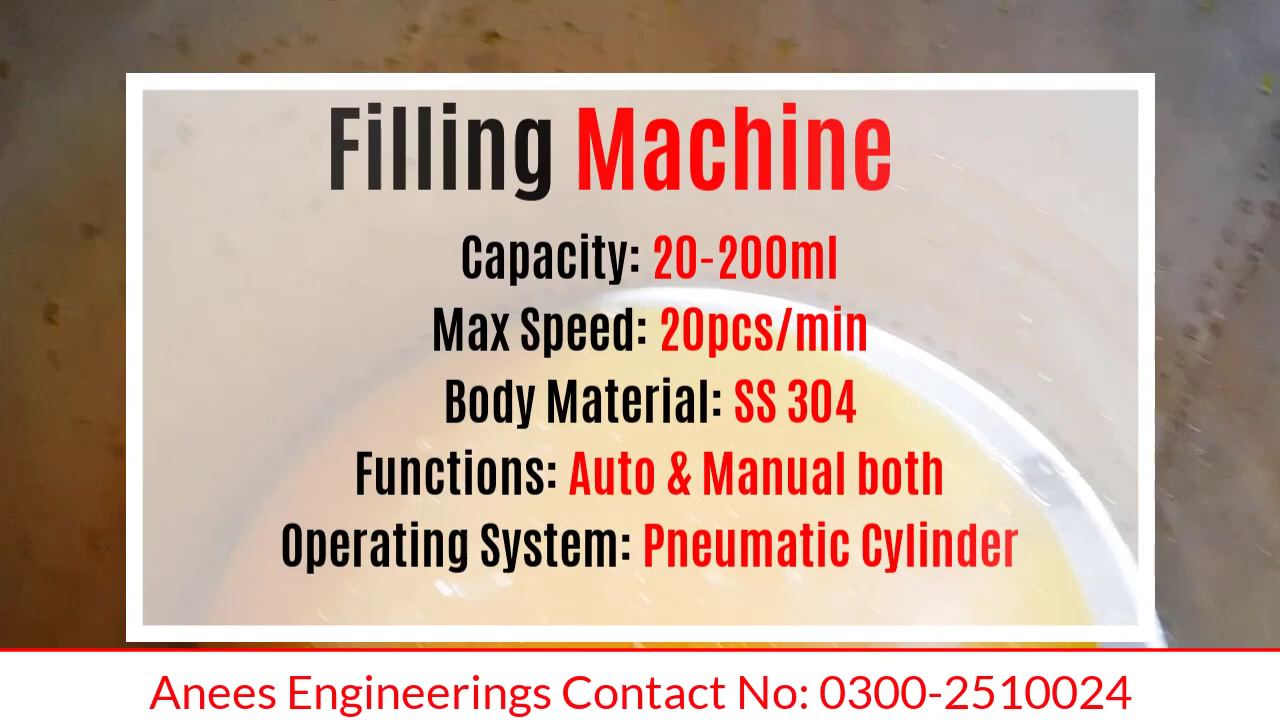 Filling Machine
Capacity: 20-200ml
Max Speed: 20pcs/min
Body Material: SS 304
Functions: Auto & Manual both
Operating System: Pneumatic Cylinder
Anees Engineerings Contact No: 0300-2510024